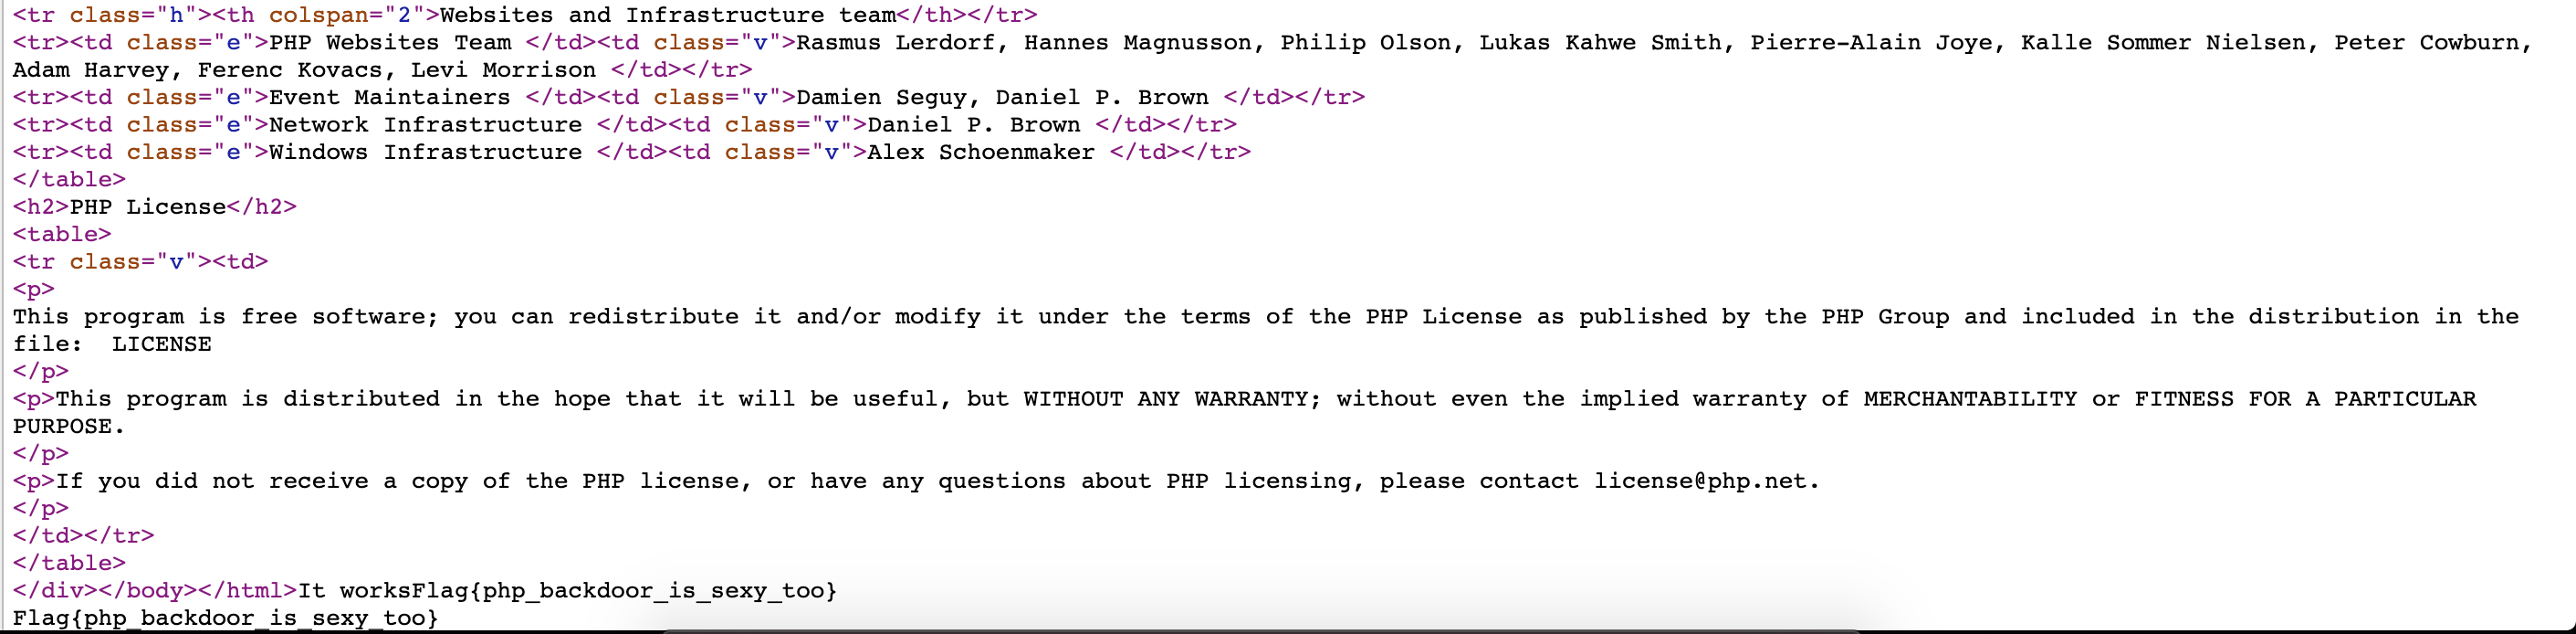 <tr class="h"><th colspan="2">Websites and Infrastructure team</th></tr>
<tr><td class="e">PHP Websites Team </td><td class="v">Rasmus Lerdorf, Hannes Magnusson, Philip Olson, Lukas Kahwe Smith, Pierre-Alain Joye, Kalle Sommer Nielsen, Peter Cowburn,
Adam Harvey, Ferenc Kovacs, Levi Morrison </td></tr>
<tr><td class="e">Event Maintainers </td><td class="v">Damien Seguy, Daniel P. Brown </td></tr>
<tr><td class="e">Network Infrastructure </td><td class="v">Daniel P. Brown </td></tr>
<tr><td class="e">Windows Infrastructure </td><td class="v">Alex Schoenmaker </td></tr>
</table>
<h2>PHP License</h2>
<table>
<tr class="v"><td>
<p>
This program is free software; you can redistribute it and/or modify it under the terms of the PHP License as published by the PHP Group and included in the distribution in the
file:  LICENSE
</p>
<p>This program is distributed in the hope that it will be useful, but WITHOUT ANY WARRANTY; without even the implied warranty of MERCHANTABILITY or FITNESS FOR A PARTICULAR
PURPOSE.
</p>
<p>If you did not receive a copy of the PHP license, or have any questions about PHP licensing, please contact license@php.net.
</p>
</td></tr>
</table>
</div></body></html>It worksFlag{php_backdoor_is_sexy_too}
Flag{php_backdoor_is_sexy_too}